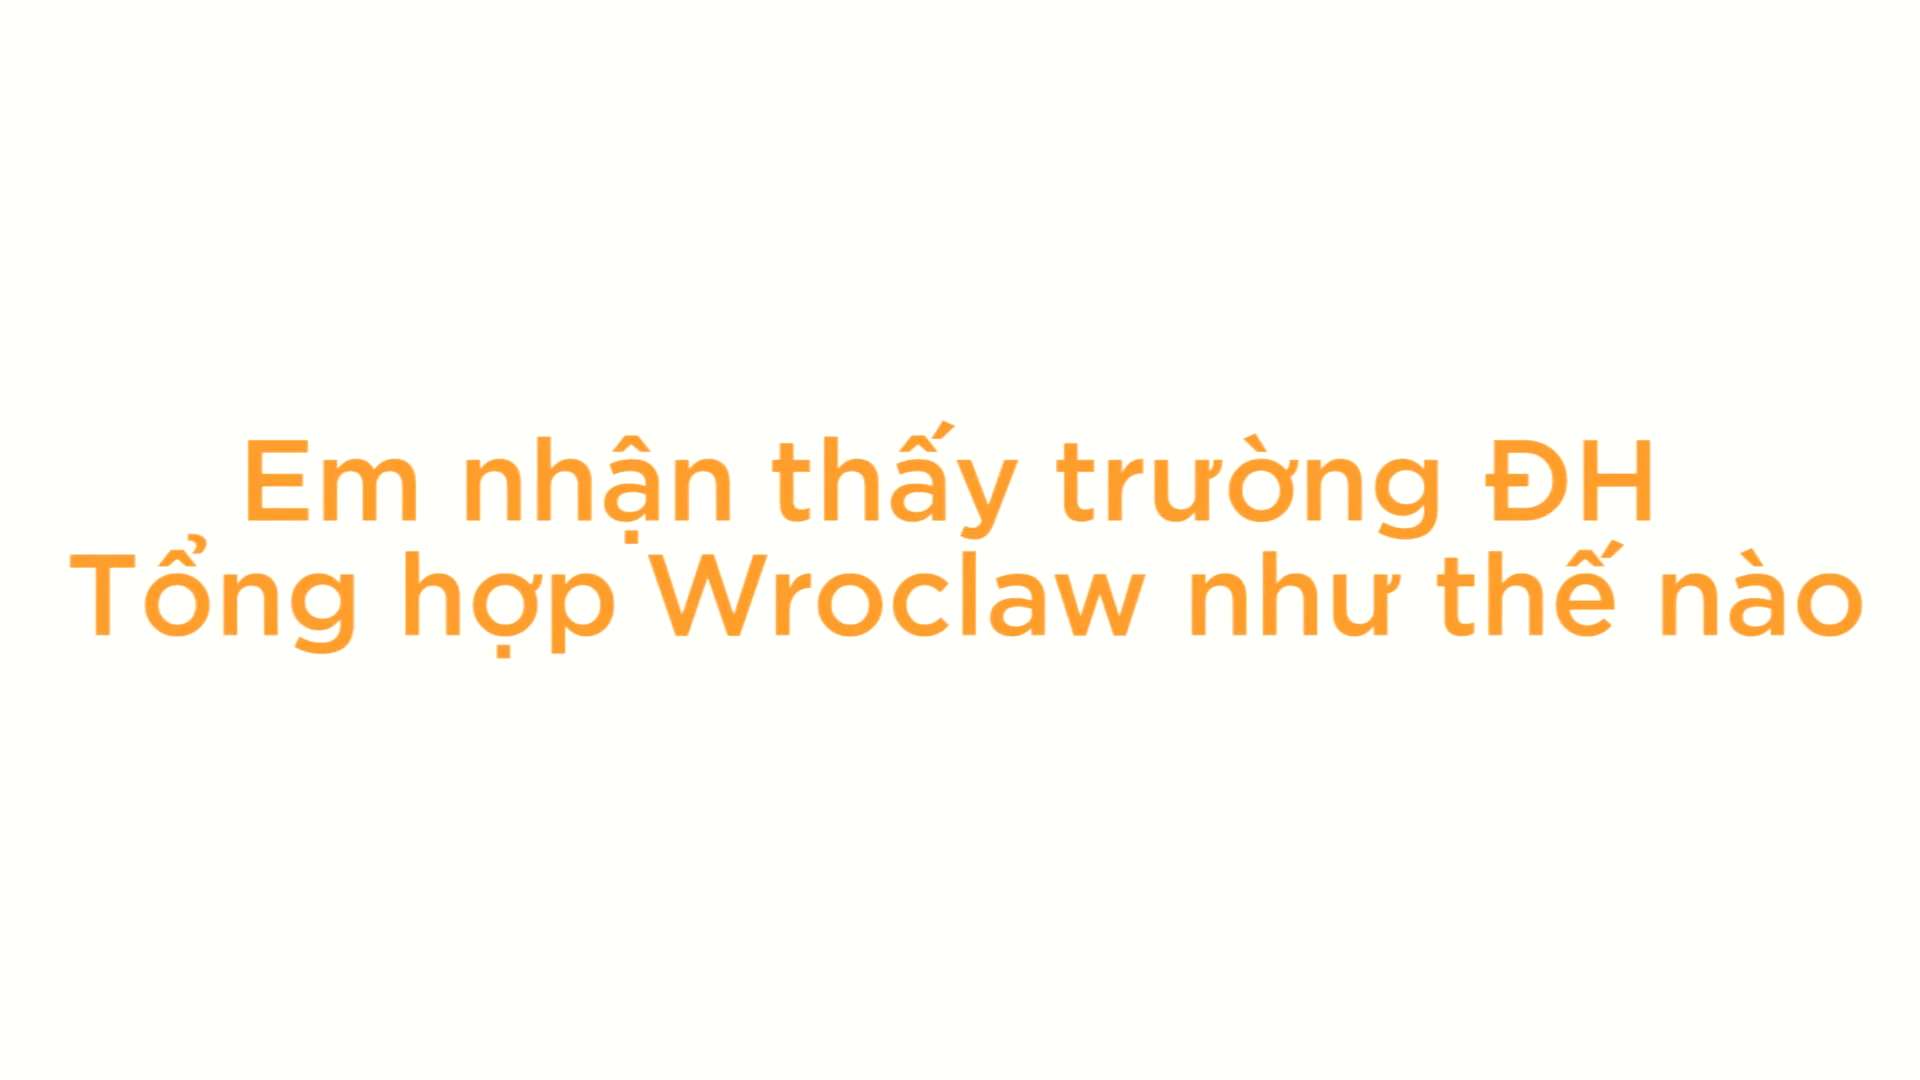 Em nhận thấy trường ĐH
Tổng hợp Wroclaw như thế nào